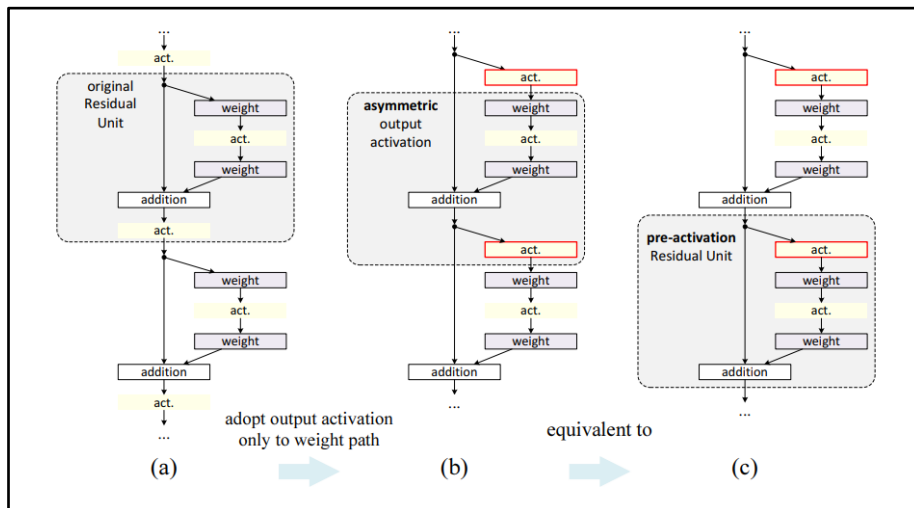 ...
act.
original
Residual
Unit
weight
act.
weight
addition
act.
weight
act.
weight
addition
act.
...
(a)
adopt output activation
only to weight path
...
act.
asymmetric
output
activation
weight
act.
weight
addition
act.
weight
act.
weight
addition
...
(b)
equivalent to
...
act.
weight
act.
weight
addition
pre-activation
Residual Unit
act.
weight
act.
weight
addition
...
(c)